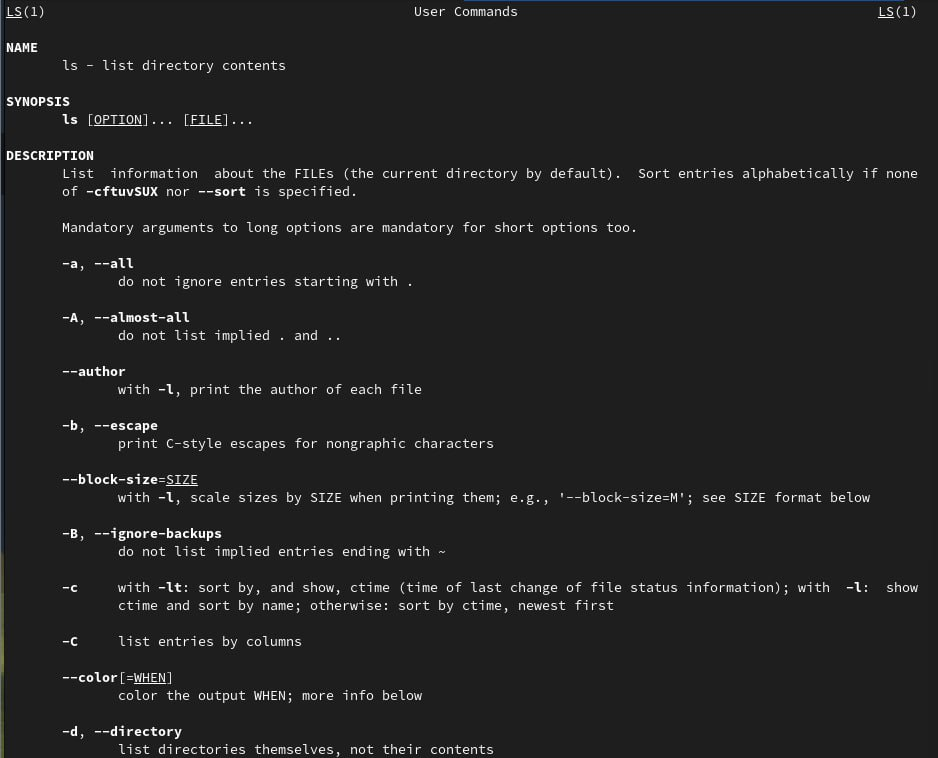 LS(1) User Commands LS(1)
NAME
ls - list directory contents
SYNOPSIS
ls [OPTION]... [FILE]...
DESCRIPTION
List information about the FILEs (the current directory by default). Sort entries alphabetically if none
of -cftuvSUX nor --sort is specified.
Mandatory arguments to long options are mandatory for short options too.
-a, --all
do not ignore entries starting with .
-A, --almost-all
do not list implied . and ..
--author
with -l, print the author of each file
-b, --escape
print C-style escapes for nongraphic characters
--block-size=SIZE
with -l, scale sizes by SIZE when printing them; e.g., '--block-size=M'; see SIZE format below
-B, --ignore-backups
do not list implied entries ending with ~
-c with -lt: sort by, and show, ctime (time of last change of file status information); with -l: show
ctime and sort by name; otherwise: sort by ctime, newest first
-C list entries by columns
--color[=WHEN]
color the output WHEN; more info below
-d, --directory
list directories themselves, not their contents